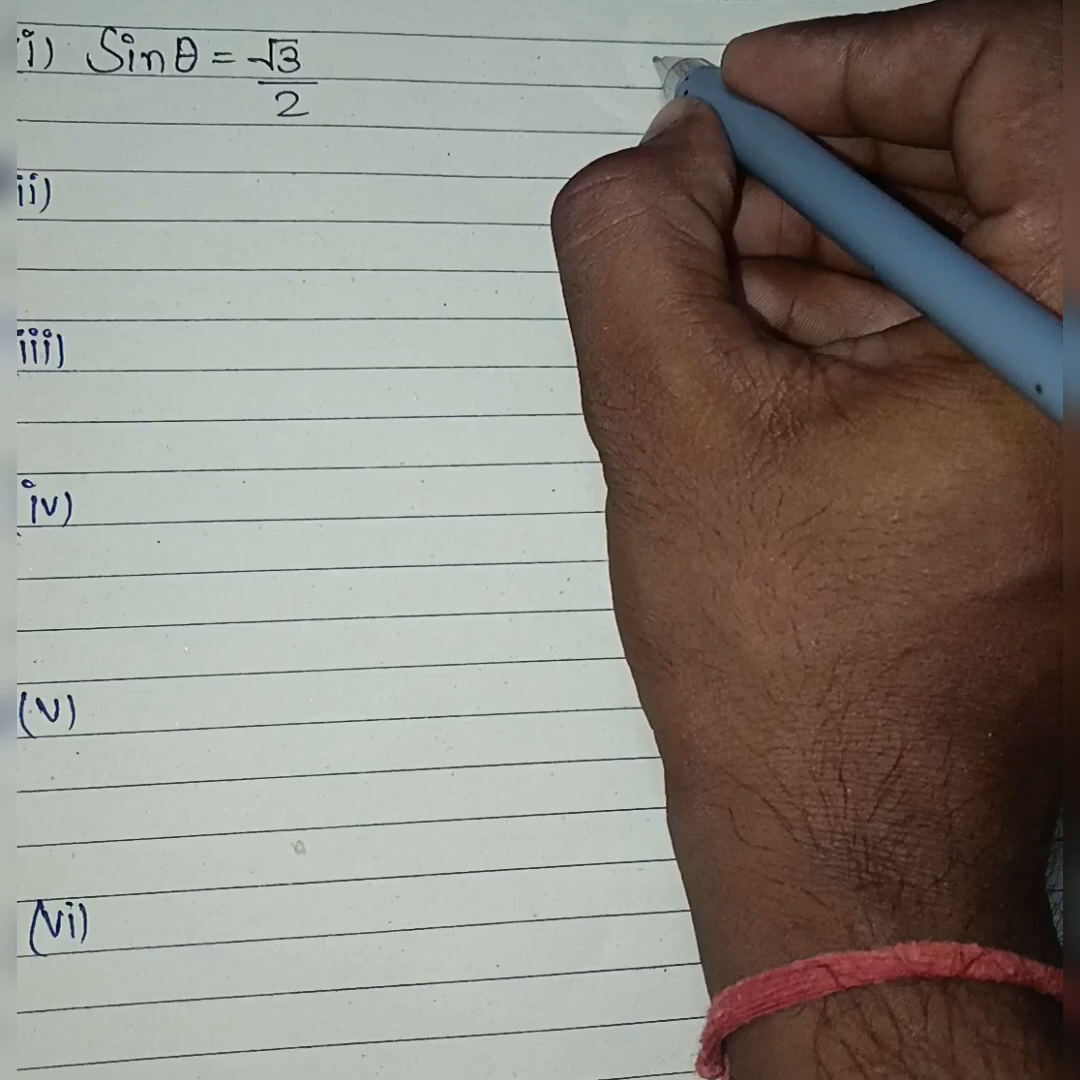 i) Sinθ = √3/2
ii)
iii)
iv)
(v)
(vi)